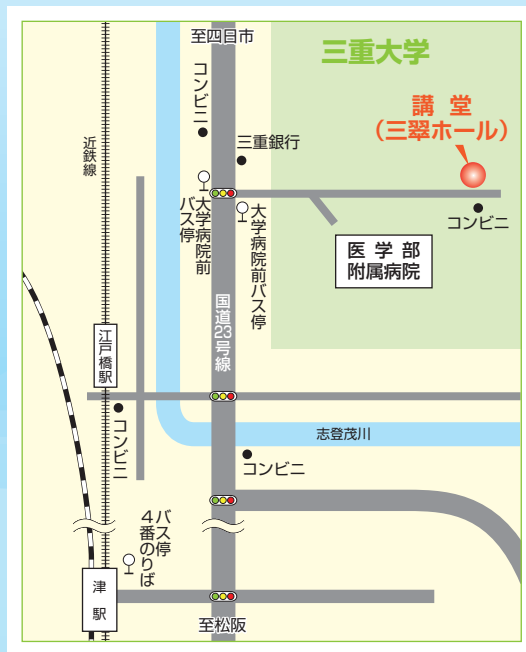 至四日市
三重大学
コンビニ
講堂
(三翠ホール)
三重銀行
近鉄線
大学病院前
バス停
大学病院前バス停
コンビニ
医学部
附属病院
国道23号線
江戸橋駅
コンビニ
志登茂川
コンビニ
バス停
4番のりば
津駅
至松阪